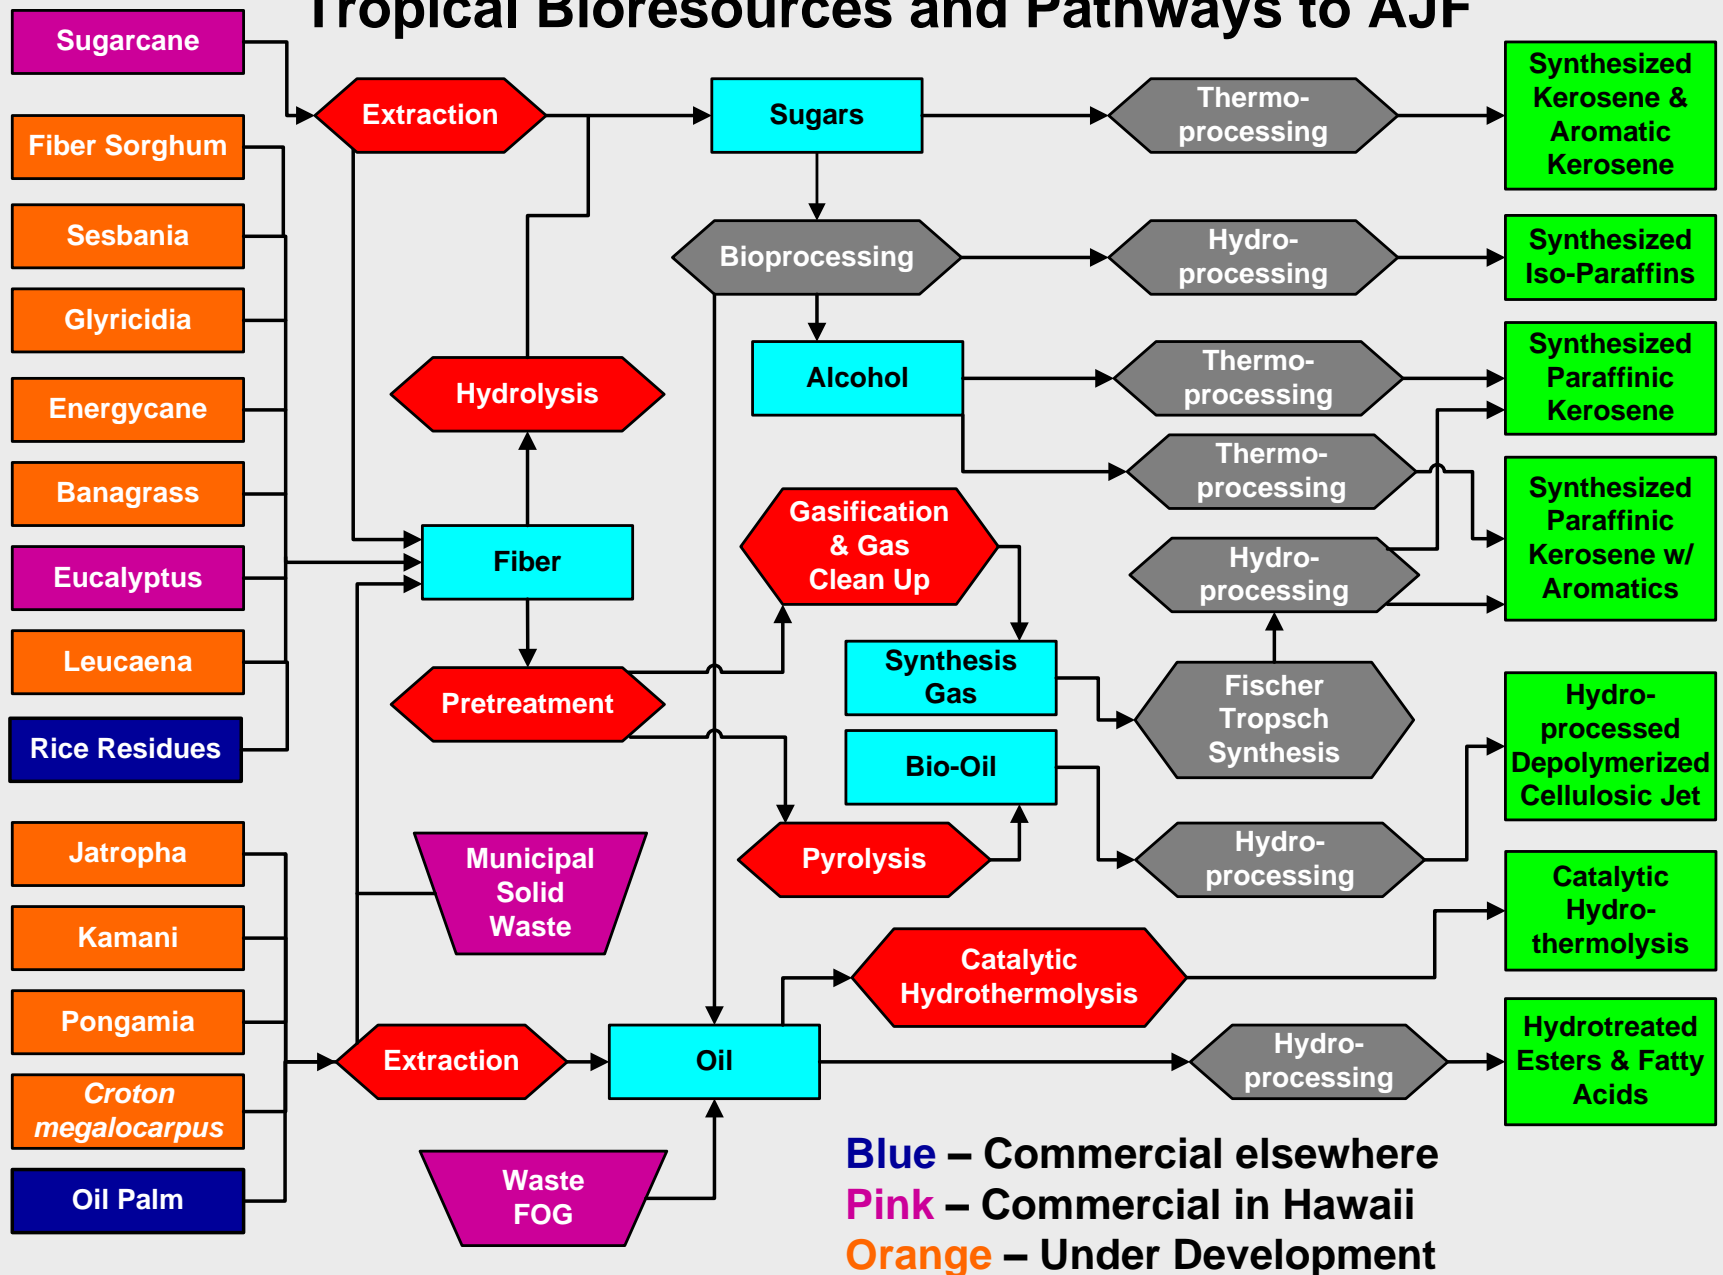 Tropical Bioresources and Pathways to AJF
Sugarcane
Fiber Sorghum
Sesbania
Glyricidia
Energycane
Banagrass
Eucalyptus
Leucaena
Rice Residues
Jatropha
Kamani
Pongamia
Croton
megalocarpus
Oil Palm
Extraction
Hydrolysis
Fiber
Pretreatment
Municipal
Solid
Waste
Extraction
Waste
FOG
Sugars
Bioprocessing
Alcohol
Gasification
& Gas
Clean Up
Synthesis
Gas
Bio-Oil
Pyrolysis
Catalytic
Hydrothermolysis
Oil
Thermo-
processing
Hydro-
processing
Thermo-
processing
Thermo-
processing
Hydro-
processing
Fischer
Tropsch
Synthesis
Hydro-
processing
Hydro-
processing
Synthesized
Kerosene &
Aromatic
Kerosene
Synthesized
Iso-Paraffins
Synthesized
Paraffinic
Kerosene
Synthesized
Paraffinic
Kerosene w/
Aromatics
Hydro-
processed
Depolymerized
Cellulosic Jet
Catalytic
Hydro-
thermolysis
Hydrotreated
Esters & Fatty
Acids
Blue – Commercial elsewhere
Pink – Commercial in Hawaii
Orange – Under Development